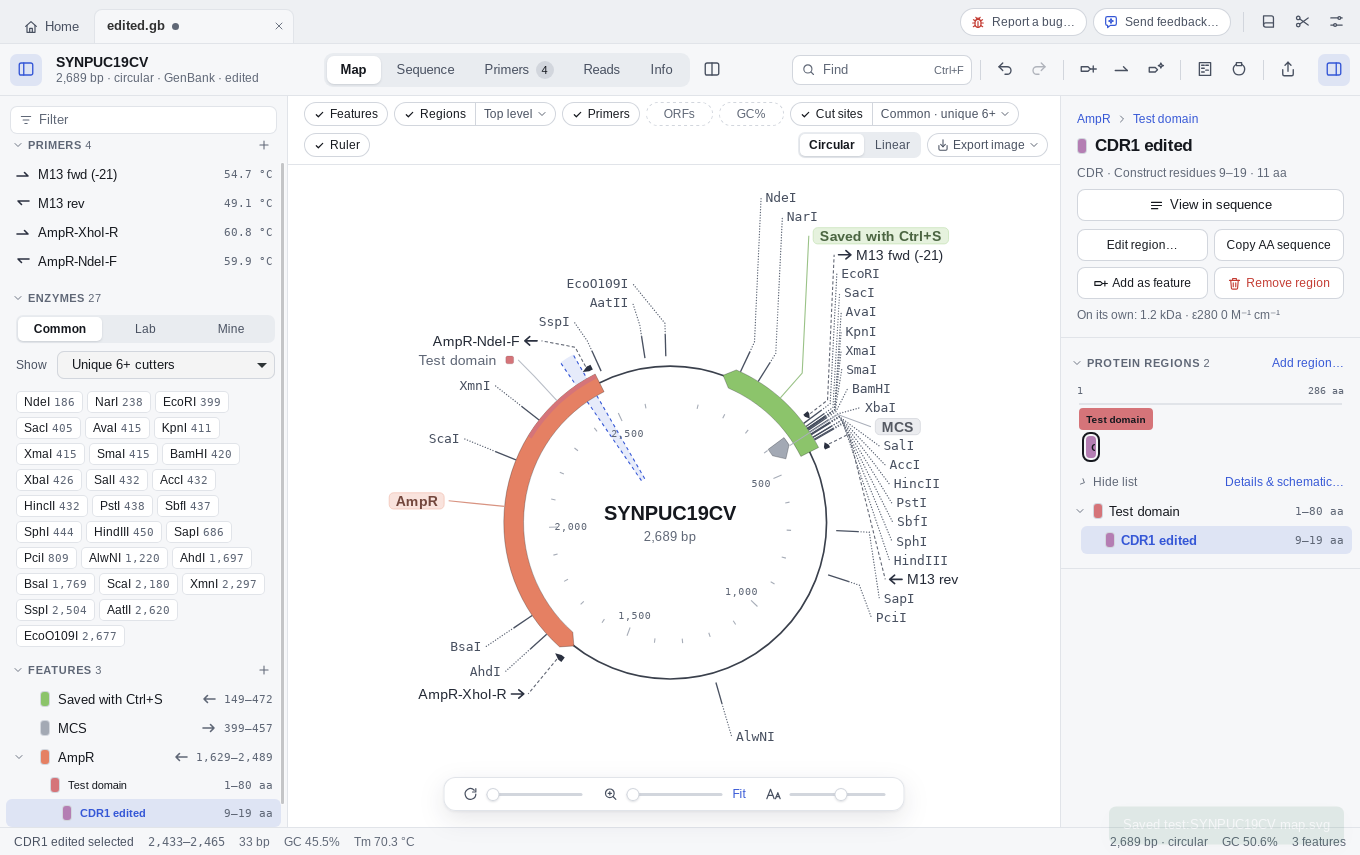 Home
edited.gb
Report a bug…
Send feedback…
SYNPUC19CV
2,689 bp · circular · GenBank · edited
Map
Sequence
Primers 4
Reads
Info
Find
Ctrl+F
Filter
PRIMERS 4
M13 fwd (-21) 54.7 °C
M13 rev 49.1 °C
AmpR-XhoI-R 60.8 °C
AmpR-NdeI-F 59.9 °C
ENZYMES 27
Common
Lab
Mine
Show
Unique 6+ cutters
NdeI 186 NarI 238 EcoRI 399
SacI 405 AvaI 415 KpnI 411
XmaI 415 SmaI 415 BamHI 420
XbaI 426 SalI 432 AccI 432
HincII 432 PstI 438 SbfI 437
SphI 444 HindIII 450 SapI 686
PciI 809 AlwNI 1,220 AhdI 1,697
BsaI 1,769 ScaI 2,180 XmnI 2,297
SspI 2,504 AatII 2,620
EcoO109I 2,677
FEATURES 3
Saved with Ctrl+S 149–472
MCS 399–457
AmpR 1,629–2,489
Test domain 1–80 aa
CDR1 edited 9–19 aa
Features
Regions
Top level
Primers
ORFs
GC%
Cut sites
Common · unique 6+
Ruler
Circular
Linear
Export image
NdeI
NarI
Saved with Ctrl+S
M13 fwd (-21)
EcoRI
SacI
AvaI
KpnI
XmaI
SmaI
BamHI
XbaI
MCS
SalI
AccI
HincII
PstI
SbfI
SphI
HindIII
M13 rev
SapI
PciI
AlwNI
EcoO109I
AatII
SspI
AmpR-NdeI-F
Test domain
XmnI
ScaI
AmpR
BsaI
AhdI
AmpR-XhoI-R
2,500
500
2,000
1,000
1,500
SYNPUC19CV
2,689 bp
Fit
AmpR
Test domain
CDR1 edited
CDR · Construct residues 9–19 · 11 aa
View in sequence
Edit region…
Copy AA sequence
Add as feature
Remove region
On its own: 1.2 kDa · ε280 0 M⁻¹ cm⁻¹
PROTEIN REGIONS 2
Add region…
1
286 aa
Test domain
Hide list
Details & schematic…
Test domain 1–80 aa
CDR1 edited 9–19 aa
Saved test-SYNPUC19CV map.svg
CDR1 edited selected 2,433–2,465 33 bp GC 45.5% Tm 70.3 °C
2,689 bp · circular GC 50.6% 3 features